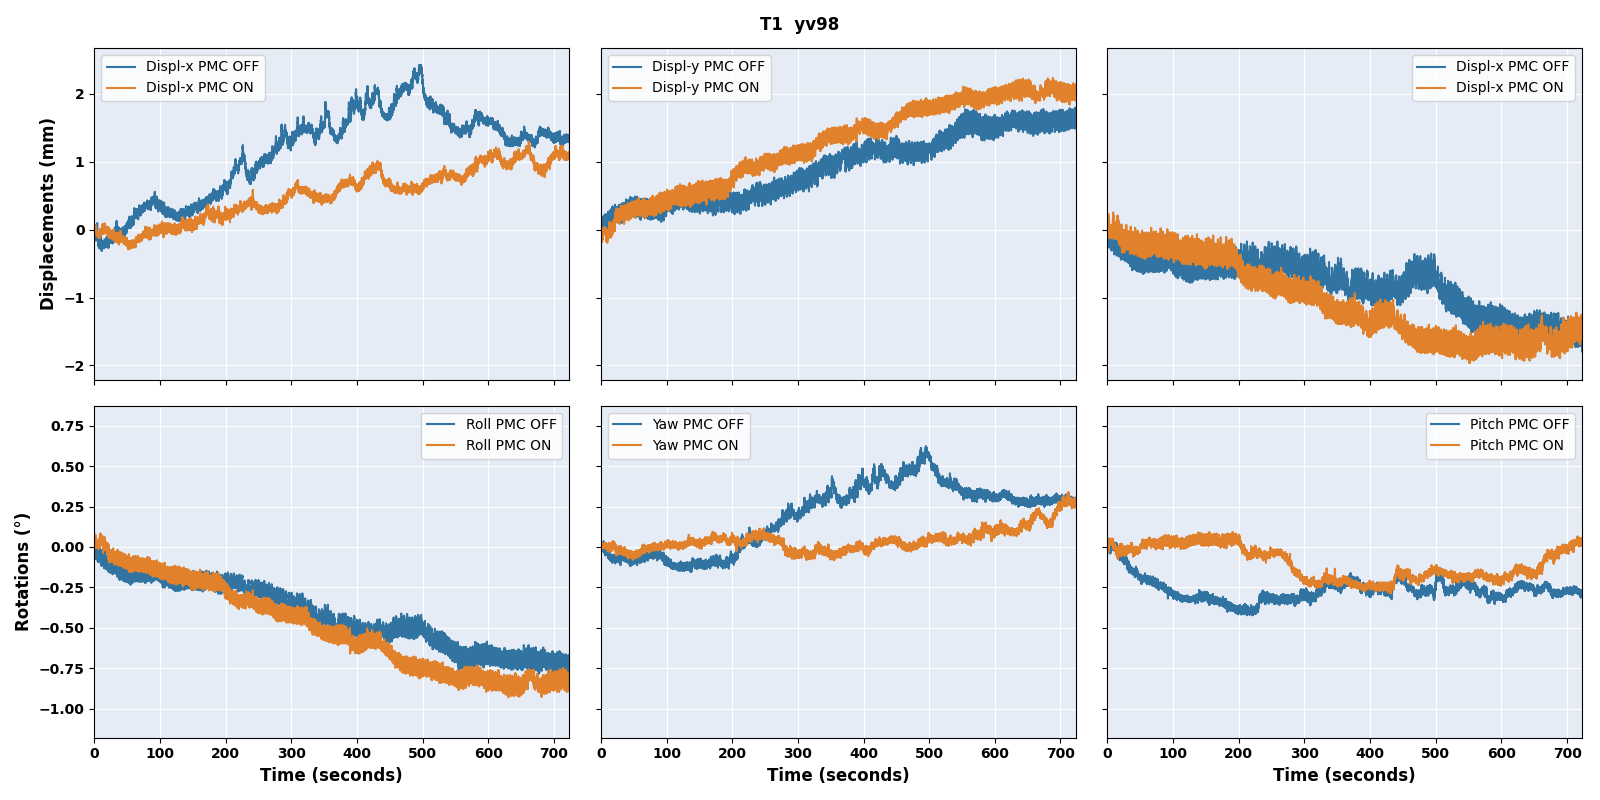 T1  yv98
Displ-x PMC OFF
Displ-x PMC ON
Displ-y PMC OFF
Displ-y PMC ON
Displ-x PMC OFF
Displ-x PMC ON
Displacements (mm)
2
1
0
−1
−2
Roll PMC OFF
Roll PMC ON
Yaw PMC OFF
Yaw PMC ON
Pitch PMC OFF
Pitch PMC ON
Rotations (°)
0.75
0.50
0.25
0.00
−0.25
−0.50
−0.75
−1.00
0 100 200 300 400 500 600 700
0 100 200 300 400 500 600 700
0 100 200 300 400 500 600 700
Time (seconds)
Time (seconds)
Time (seconds)